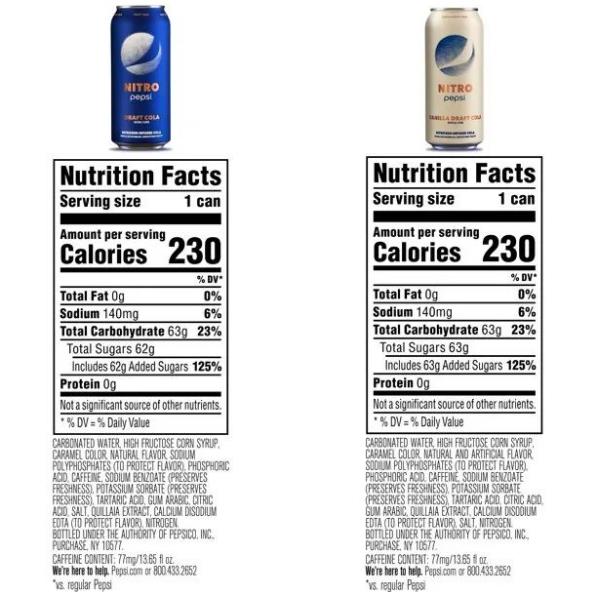 NITRO
pepsi
DRAFT COLA
NITROGEN INFUSED COLA
Nutrition Facts
Serving size 1 can
Amount per serving
Calories 230
% DV*
Total Fat 0g 0%
Sodium 140mg 6%
Total Carbohydrate 63g 23%
Total Sugars 62g
Includes 62g Added Sugars 125%
Protein 0g
Not a significant source of other nutrients.
* % DV = % Daily Value
CARBONATED WATER, HIGH FRUCTOSE CORN SYRUP,
CARAMEL COLOR, NATURAL FLAVOR, SODIUM
POLYPHOSPHATES (TO PROTECT FLAVOR), PHOSPHORIC
ACID, CAFFEINE, SODIUM BENZOATE (PRESERVES
FRESHNESS), POTASSIUM SORBATE (PRESERVES
FRESHNESS), TARTARIC ACID, GUM ARABIC, CITRIC
ACID, SALT, QUILLAIA EXTRACT, CALCIUM DISODIUM
EDTA (TO PROTECT FLAVOR), NITROGEN.
BOTTLED UNDER THE AUTHORITY OF PEPSICO, INC.,
PURCHASE, NY 10577.
CAFFEINE CONTENT: 77mg/13.65 fl oz.
We're here to help. Pepsi.com or 800.433.2652
*vs. regular Pepsi
NITRO
pepsi
VANILLA DRAFT COLA
NITROGEN INFUSED COLA
Nutrition Facts
Serving size 1 can
Amount per serving
Calories 230
% DV*
Total Fat 0g 0%
Sodium 140mg 6%
Total Carbohydrate 63g 23%
Total Sugars 63g
Includes 63g Added Sugars 125%
Protein 0g
Not a significant source of other nutrients.
* % DV = % Daily Value
CARBONATED WATER, HIGH FRUCTOSE CORN SYRUP,
CARAMEL COLOR, NATURAL AND ARTIFICIAL FLAVOR,
SODIUM POLYPHOSPHATES (TO PROTECT FLAVOR),
PHOSPHORIC ACID, CAFFEINE, SODIUM BENZOATE
(PRESERVES FRESHNESS), POTASSIUM SORBATE
(PRESERVES FRESHNESS), TARTARIC ACID, CITRIC ACID,
GUM ARABIC, QUILLAIA EXTRACT, CALCIUM DISODIUM
EDTA (TO PROTECT FLAVOR), SALT, NITROGEN.
BOTTLED UNDER THE AUTHORITY OF PEPSICO, INC.,
PURCHASE, NY 10577.
CAFFEINE CONTENT: 77mg/13.65 fl oz.
We're here to help. Pepsi.com or 800.433.2652
*vs. regular Pepsi